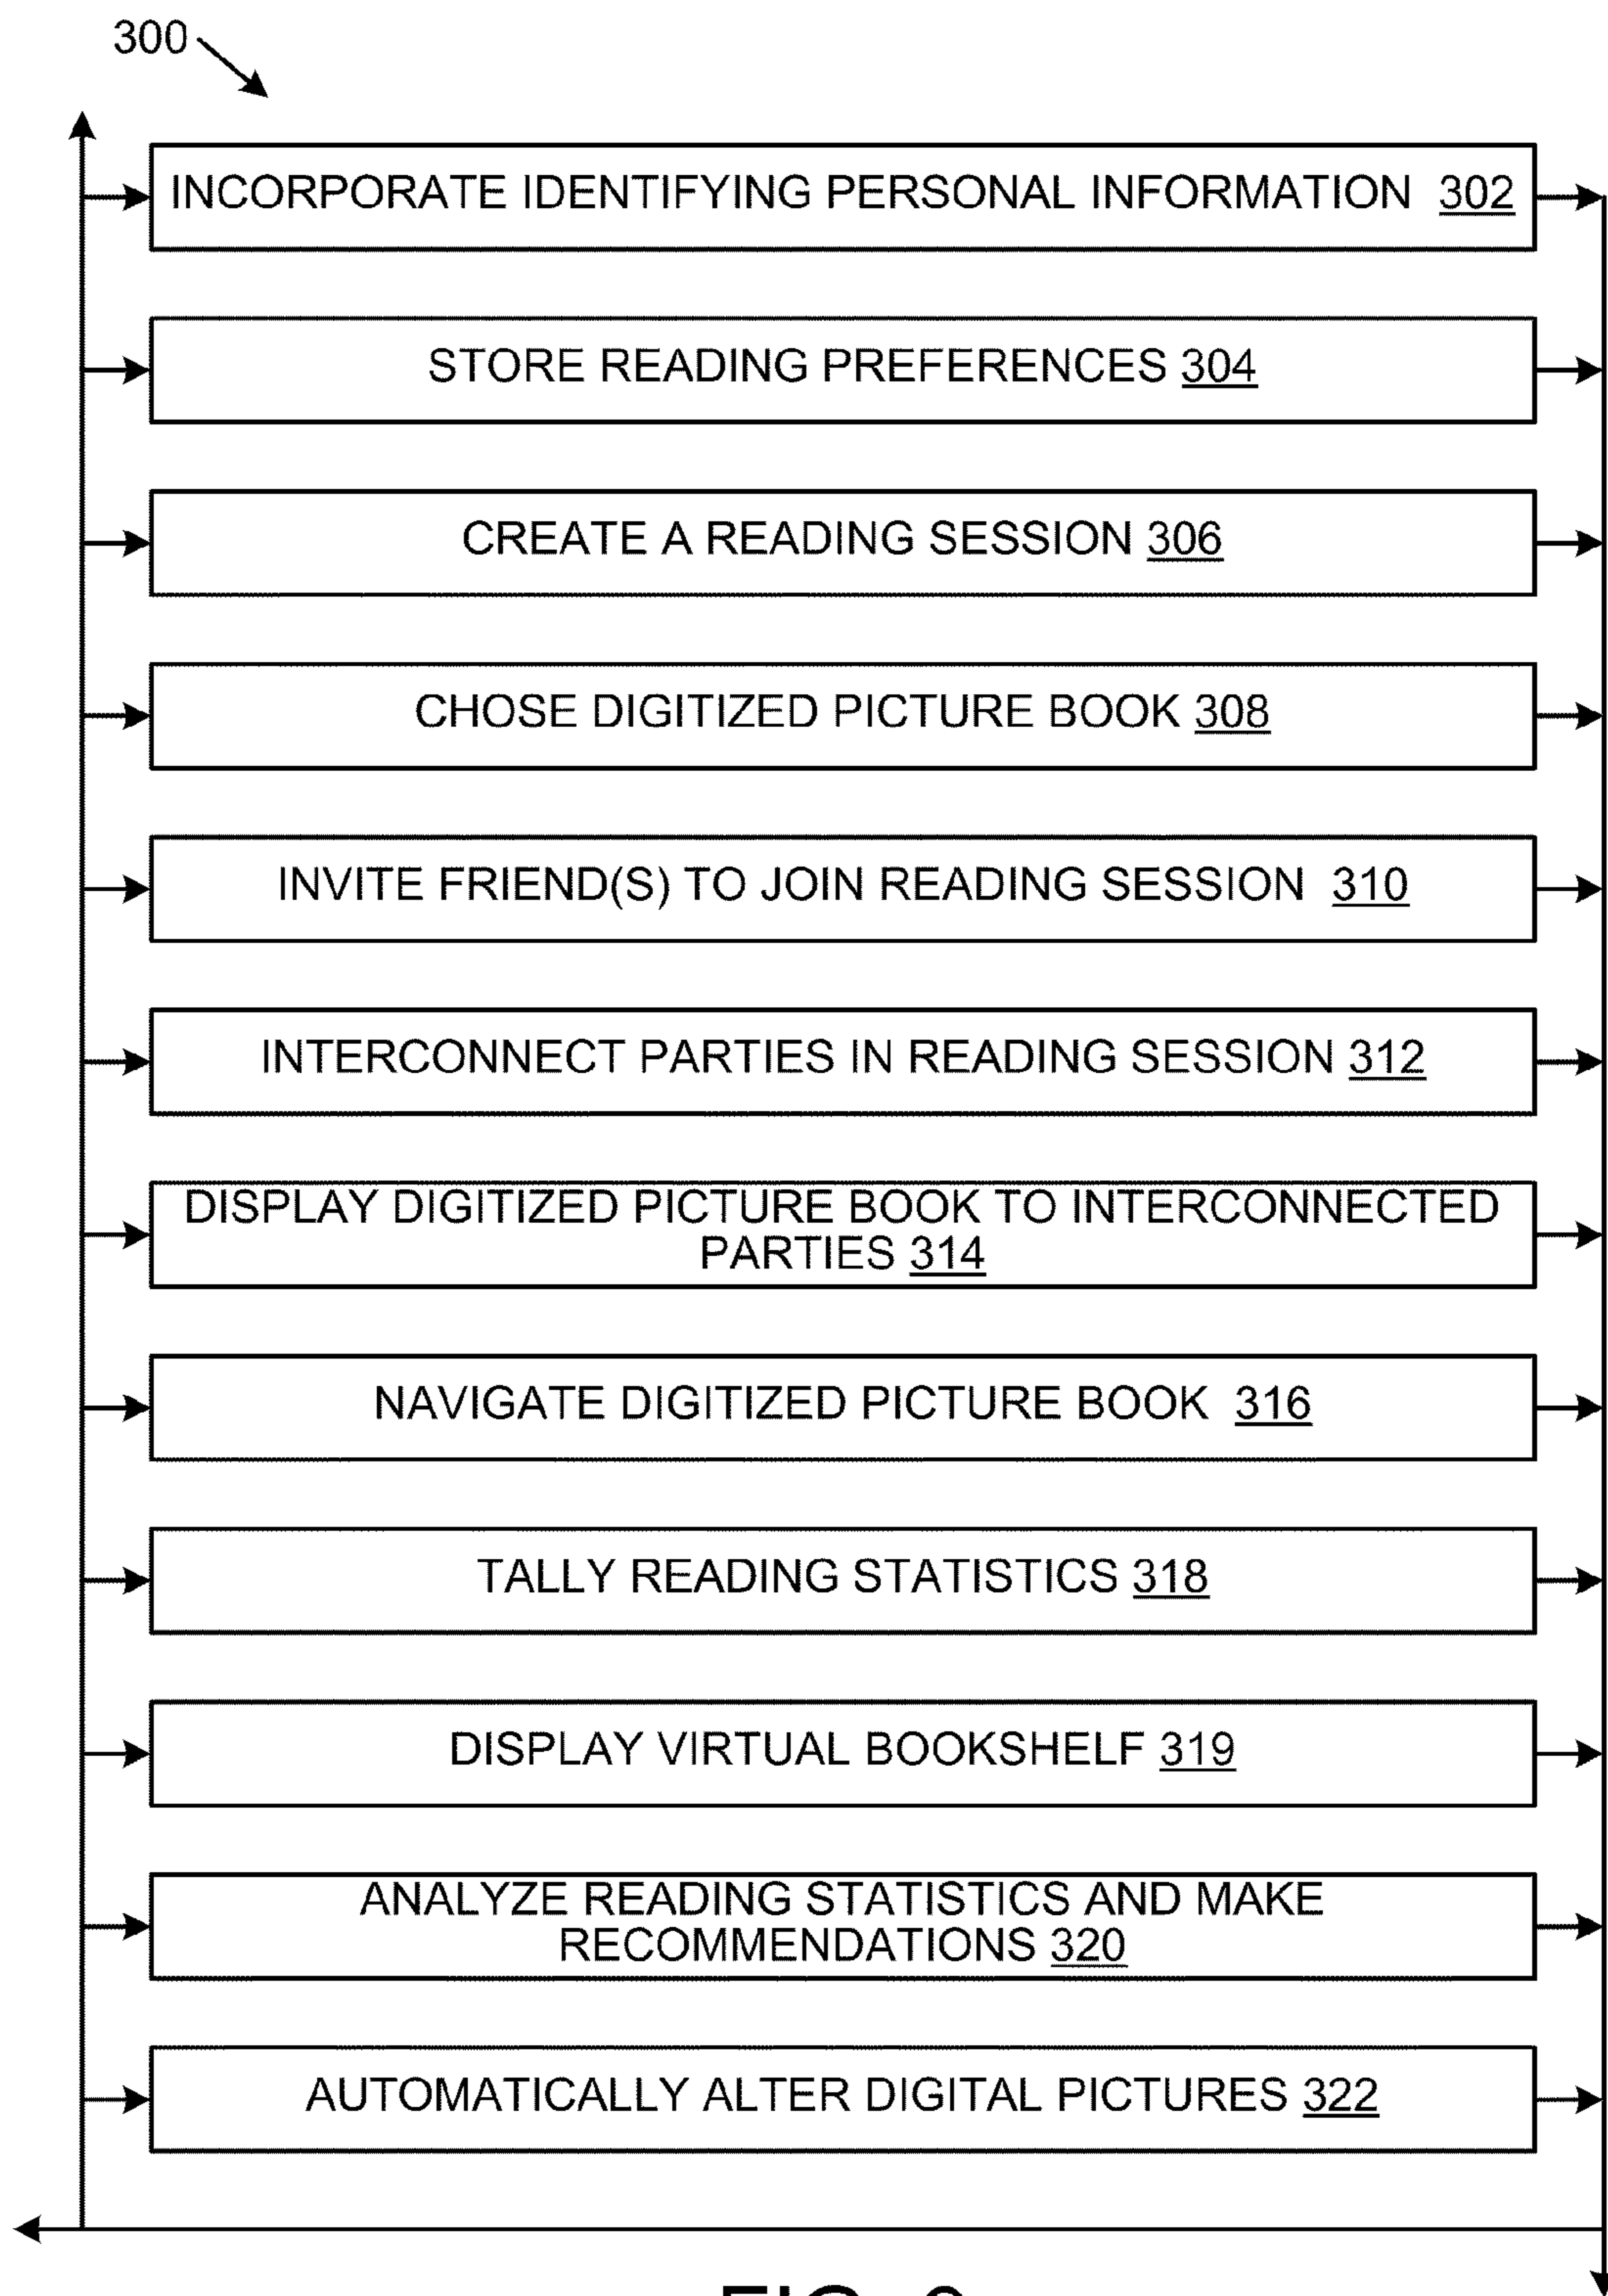 300
INCORPORATE IDENTIFYING PERSONAL INFORMATION 302
STORE READING PREFERENCES 304
CREATE A READING SESSION 306
CHOSE DIGITIZED PICTURE BOOK 308
INVITE FRIEND(S) TO JOIN READING SESSION 310
INTERCONNECT PARTIES IN READING SESSION 312
DISPLAY DIGITIZED PICTURE BOOK TO INTERCONNECTED
PARTIES 314
NAVIGATE DIGITIZED PICTURE BOOK 316
TALLY READING STATISTICS 318
DISPLAY VIRTUAL BOOKSHELF 319
ANALYZE READING STATISTICS AND MAKE
RECOMMENDATIONS 320
AUTOMATICALLY ALTER DIGITAL PICTURES 322
FIG.